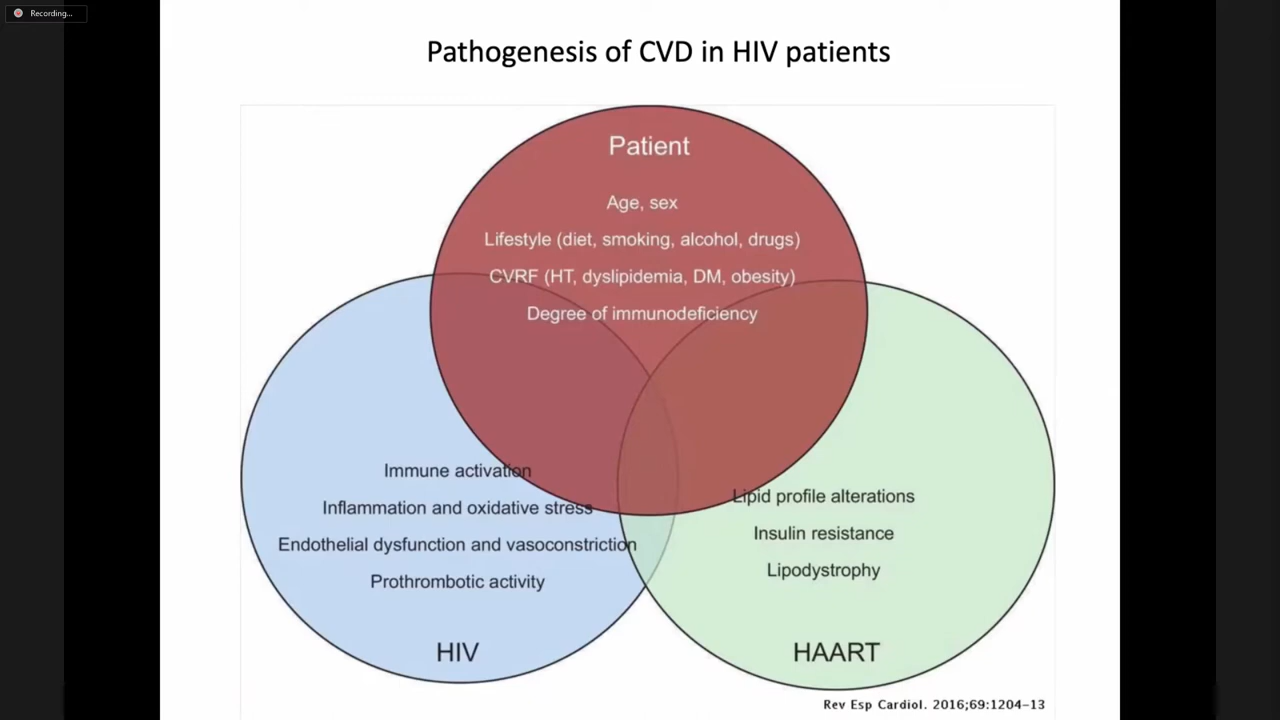 Recording...
Pathogenesis of CVD in HIV patients
Patient
Age, sex
Lifestyle (diet, smoking, alcohol, drugs)
CVRF (HT, dyslipidemia, DM, obesity)
Degree of immunodeficiency
Immune activation
Inflammation and oxidative stress
Endothelial dysfunction and vasoconstriction
Prothrombotic activity
HIV
Lipid profile alterations
Insulin resistance
Lipodystrophy
HAART
Rev Esp Cardiol. 2016;69:1204–13